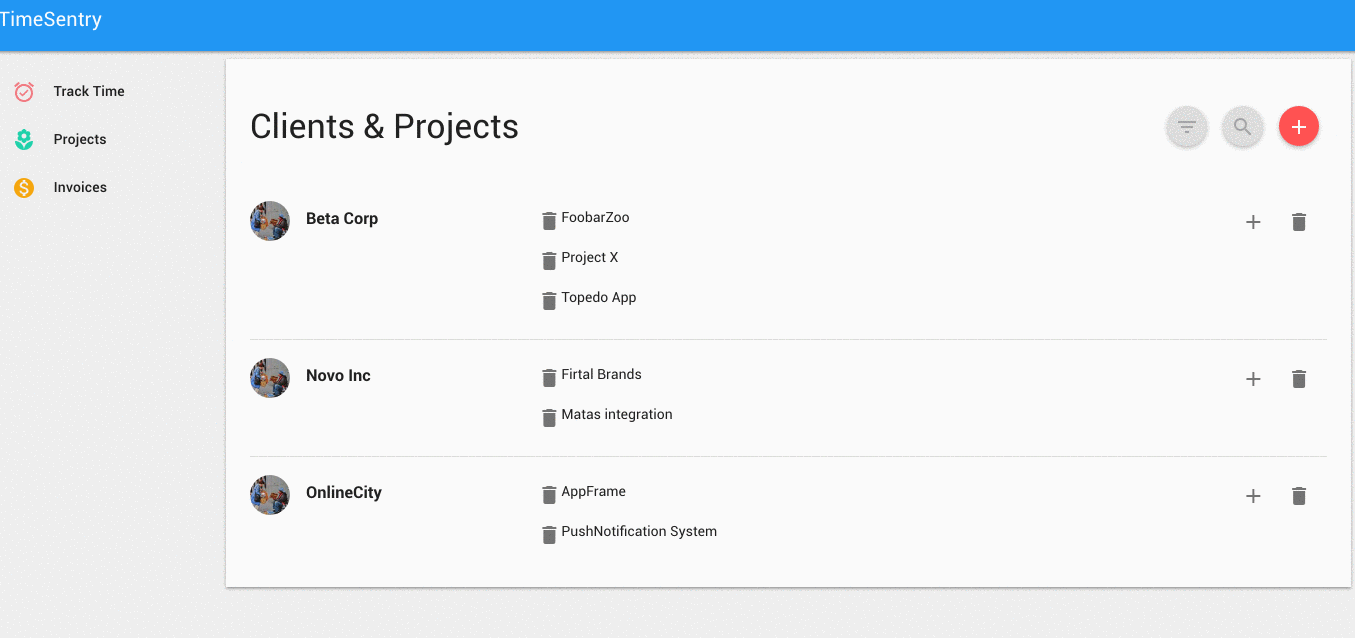 TimeSentry
Track Time
Projects
Invoices
Clients & Projects
Beta Corp
FoobarZoo
Project X
Topedo App
Novo Inc
Firtal Brands
Matas integration
OnlineCity
AppFrame
PushNotification System